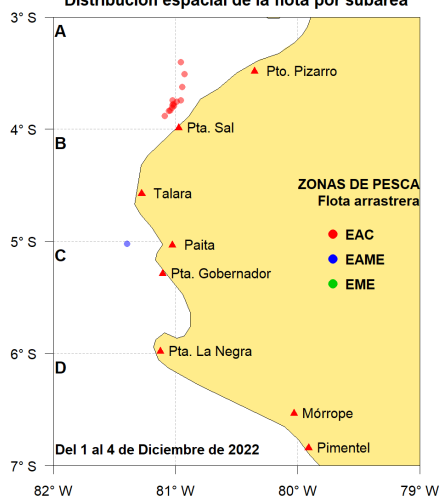 Distribución espacial de la flota por subárea
3° S
A
Pto. Pizarro
4° S
Pta. Sal
B
ZONAS DE PESCA
Talara
Flota arrastrera
EAC
5° S
Paita
C
EAME
Pta. Gobernador
EME
6° S
Pta. La Negra
D
Mórrope
Del 1 al 4 de Diciembre de 2022
Pimentel
7° S
82° W
81° W
80° W
79° W